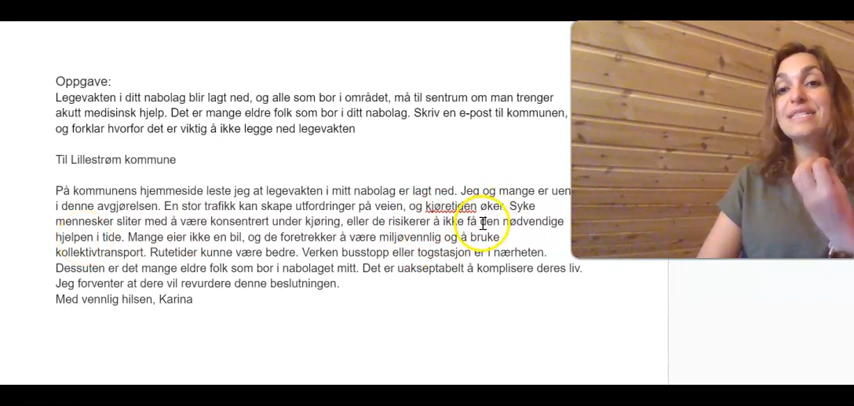 Oppgave:
Legevakten i ditt nabolag blir lagt ned, og alle som bor i området, må til sentrum om man trenger
akutt medisinsk hjelp. Det er mange eldre folk som bor i ditt nabolag. Skriv en e-post til kommunen,
og forklar hvorfor det er viktig å ikke legge ned legevakten
Til Lillestrøm kommune
På kommunens hjemmeside leste jeg at legevakten i mitt nabolag er lagt ned. Jeg og mange er uen
i denne avgjørelsen. En stor trafikk kan skape utfordringer på veien, og kjøretiden øker. Syke
mennesker sliter med å være konsentrert under kjøring, eller de risikerer å ikke få den nødvendige
hjelpen i tide. Mange eier ikke en bil, og de foretrekker å være miljøvennlig og å bruke
kollektivtransport. Rutetider kunne være bedre. Verken busstopp eller togstasjon er i nærheten.
Dessuten er det mange eldre folk som bor i nabolaget mitt. Det er uakseptabelt å komplisere deres liv.
Jeg forventer at dere vil revurdere denne beslutningen.
Med vennlig hilsen, Karina